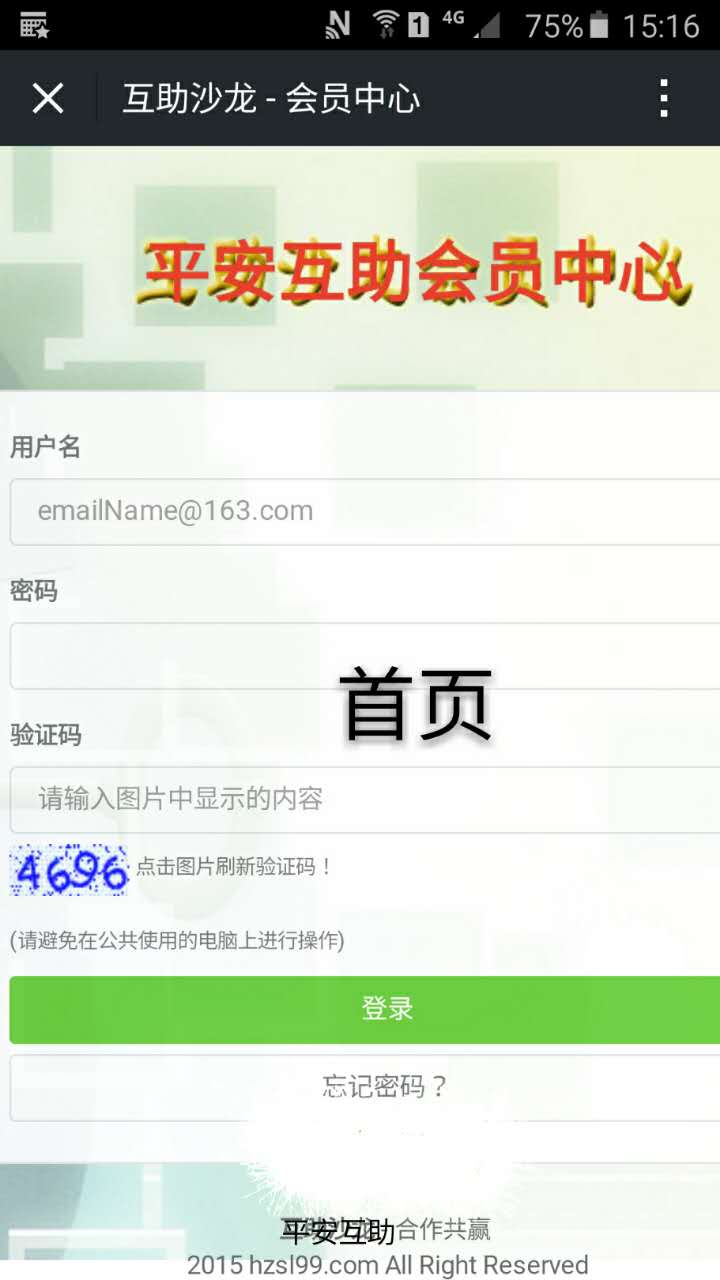 4G 75% 15:16
互助沙龙 - 会员中心
平安互助会员中心
用户名
emailName@163.com
密码
首页
验证码
请输入图片中显示的内容
4696 点击图片刷新验证码！
(请避免在公共使用的电脑上进行操作)
登录
忘记密码？
平安互助 合作共赢
2015 hzsl99.com All Right Reserved